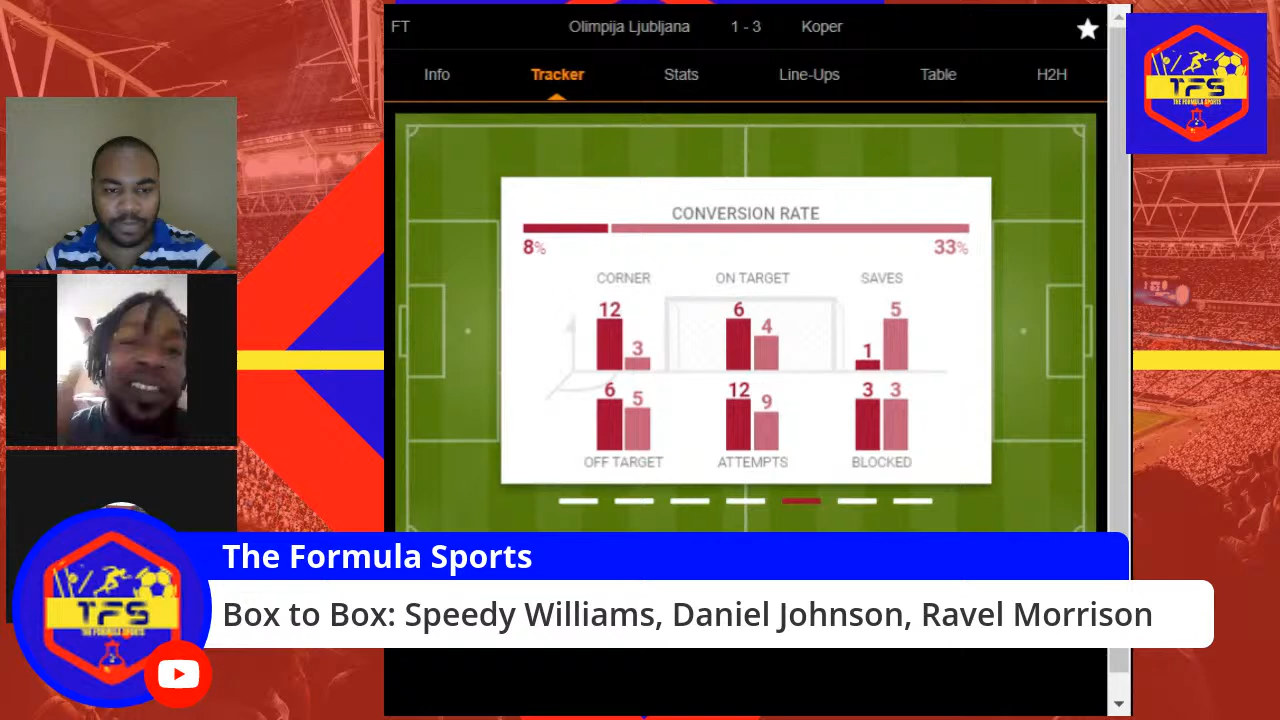 FT Olimpija Ljubljana 1 - 3 Koper
Info Tracker Stats Line-Ups Table H2H
TFS
THE FORMULA SPORTS
CONVERSION RATE
8% 33%
CORNER ON TARGET SAVES
12 3 6 4 1 5
6 5 12 9 3 3
OFF TARGET ATTEMPTS BLOCKED
The Formula Sports
Box to Box: Speedy Williams, Daniel Johnson, Ravel Morrison
TFS
THE FORMULA SPORTS